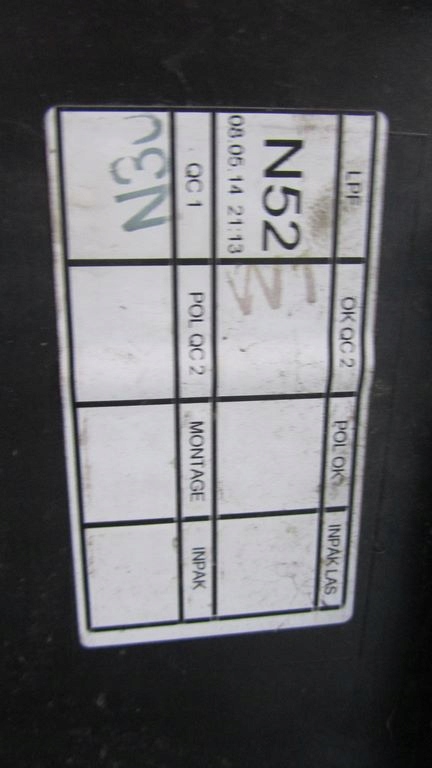 LPF OK QC 2 POL OK INPAK LAS
N52
08.05.14 21:13
QC 1 POL QC 2 MONTAGE INPAK